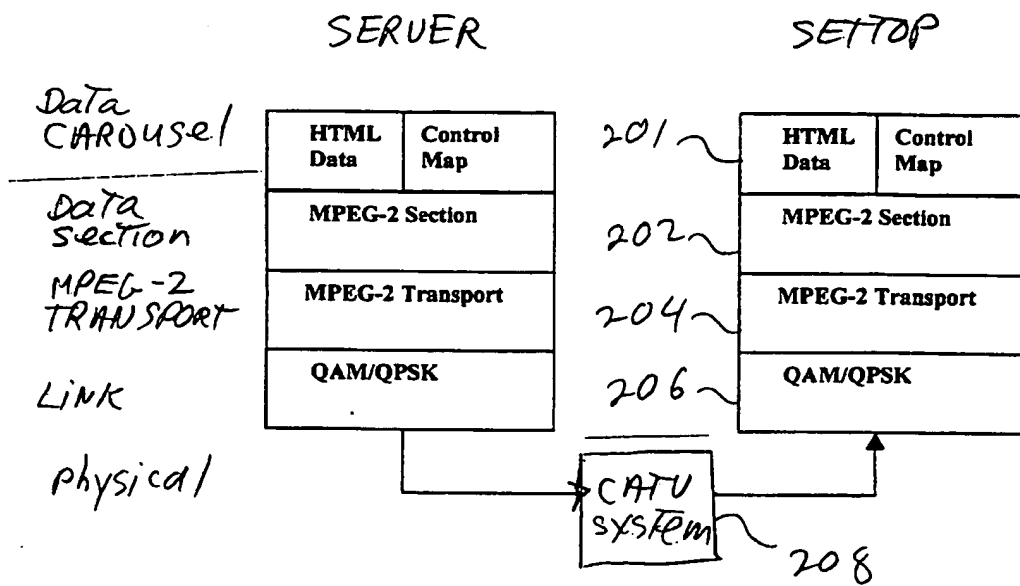 SERVER
SETTOP
Data
CAROUSEl
HTML
Data
Control
Map
201
HTML
Data
Control
Map
Data
section
MPEG-2 Section
202
MPEG-2 Section
MPEG-2
TRANSPORT
MPEG-2 Transport
204
MPEG-2 Transport
Link
QAM/QPSK
206
QAM/QPSK
physical
CATV
system
208